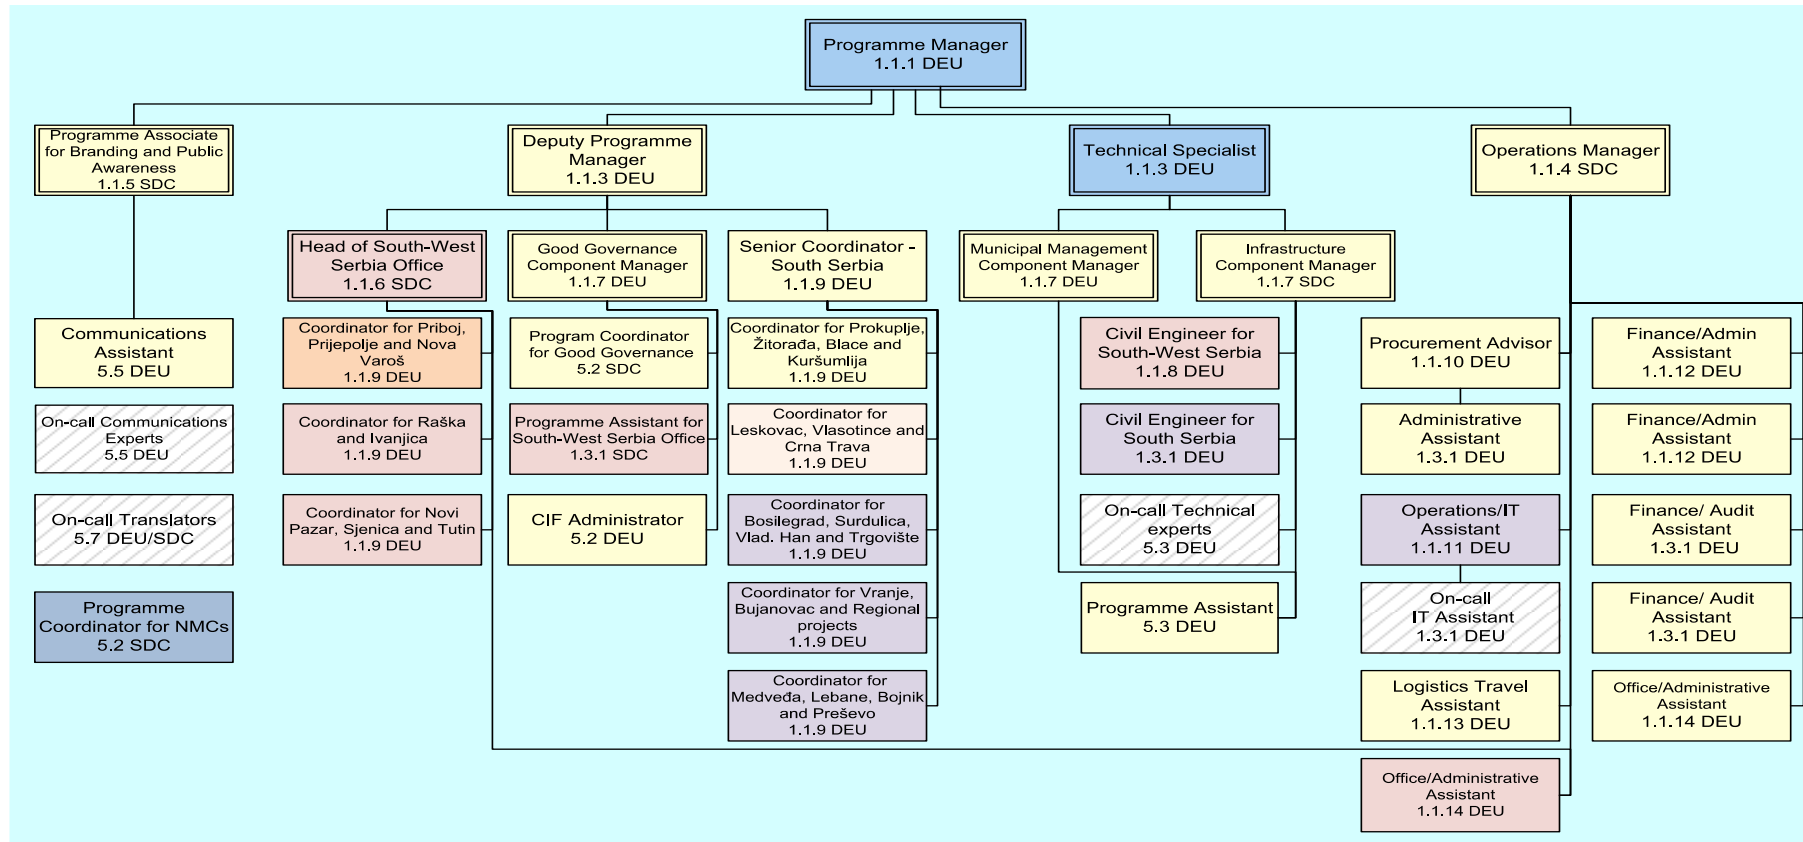 Programme Manager
1.1.1 DEU
Programme Associate
for Branding and Public
Awareness
1.1.5 SDC
Deputy Programme
Manager
1.1.3 DEU
Technical Specialist
1.1.3 DEU
Operations Manager
1.1.4 SDC
Head of South-West
Serbia Office
1.1.6 SDC
Good Governance
Component Manager
1.1.7 DEU
Senior Coordinator -
South Serbia
1.1.9 DEU
Municipal Management
Component Manager
1.1.7 DEU
Infrastructure
Component Manager
1.1.7 SDC
Communications
Assistant
5.5 DEU
Coordinator for Priboj,
Prijepolje and Nova
Varoš
1.1.9 DEU
Program Coordinator
for Good Governance
5.2 SDC
Coordinator for Prokuplje,
Žitorađa, Blace and
Kuršumlija
1.1.9 DEU
Civil Engineer for
South-West Serbia
1.1.8 DEU
Procurement Advisor
1.1.10 DEU
Finance/Admin
Assistant
1.1.12 DEU
On-call Communications
Experts
5.5 DEU
Coordinator for Raška
and Ivanjica
1.1.9 DEU
Programme Assistant for
South-West Serbia Office
1.3.1 SDC
Coordinator for
Leskovac, Vlasotince and
Crna Trava
1.1.9 DEU
Civil Engineer for
South Serbia
1.3.1 DEU
Administrative
Assistant
1.3.1 DEU
Finance/Admin
Assistant
1.1.12 DEU
On-call Translators
5.7 DEU/SDC
Coordinator for Novi
Pazar, Sjenica and Tutin
1.1.9 DEU
CIF Administrator
5.2 DEU
Coordinator for
Bosilegrad, Surdulica,
Vlad. Han and Trgovište
1.1.9 DEU
On-call Technical
experts
5.3 DEU
Operations/IT
Assistant
1.1.11 DEU
Finance/ Audit
Assistant
1.3.1 DEU
Programme
Coordinator for NMCs
5.2 SDC
Coordinator for Vranje,
Bujanovac and Regional
projects
1.1.9 DEU
Programme Assistant
5.3 DEU
On-call
IT Assistant
1.3.1 DEU
Finance/ Audit
Assistant
1.3.1 DEU
Coordinator for
Medveđa, Lebane, Bojnik
and Preševo
1.1.9 DEU
Logistics Travel
Assistant
1.1.13 DEU
Office/Administrative
Assistant
1.1.14 DEU
Office/Administrative
Assistant
1.1.14 DEU